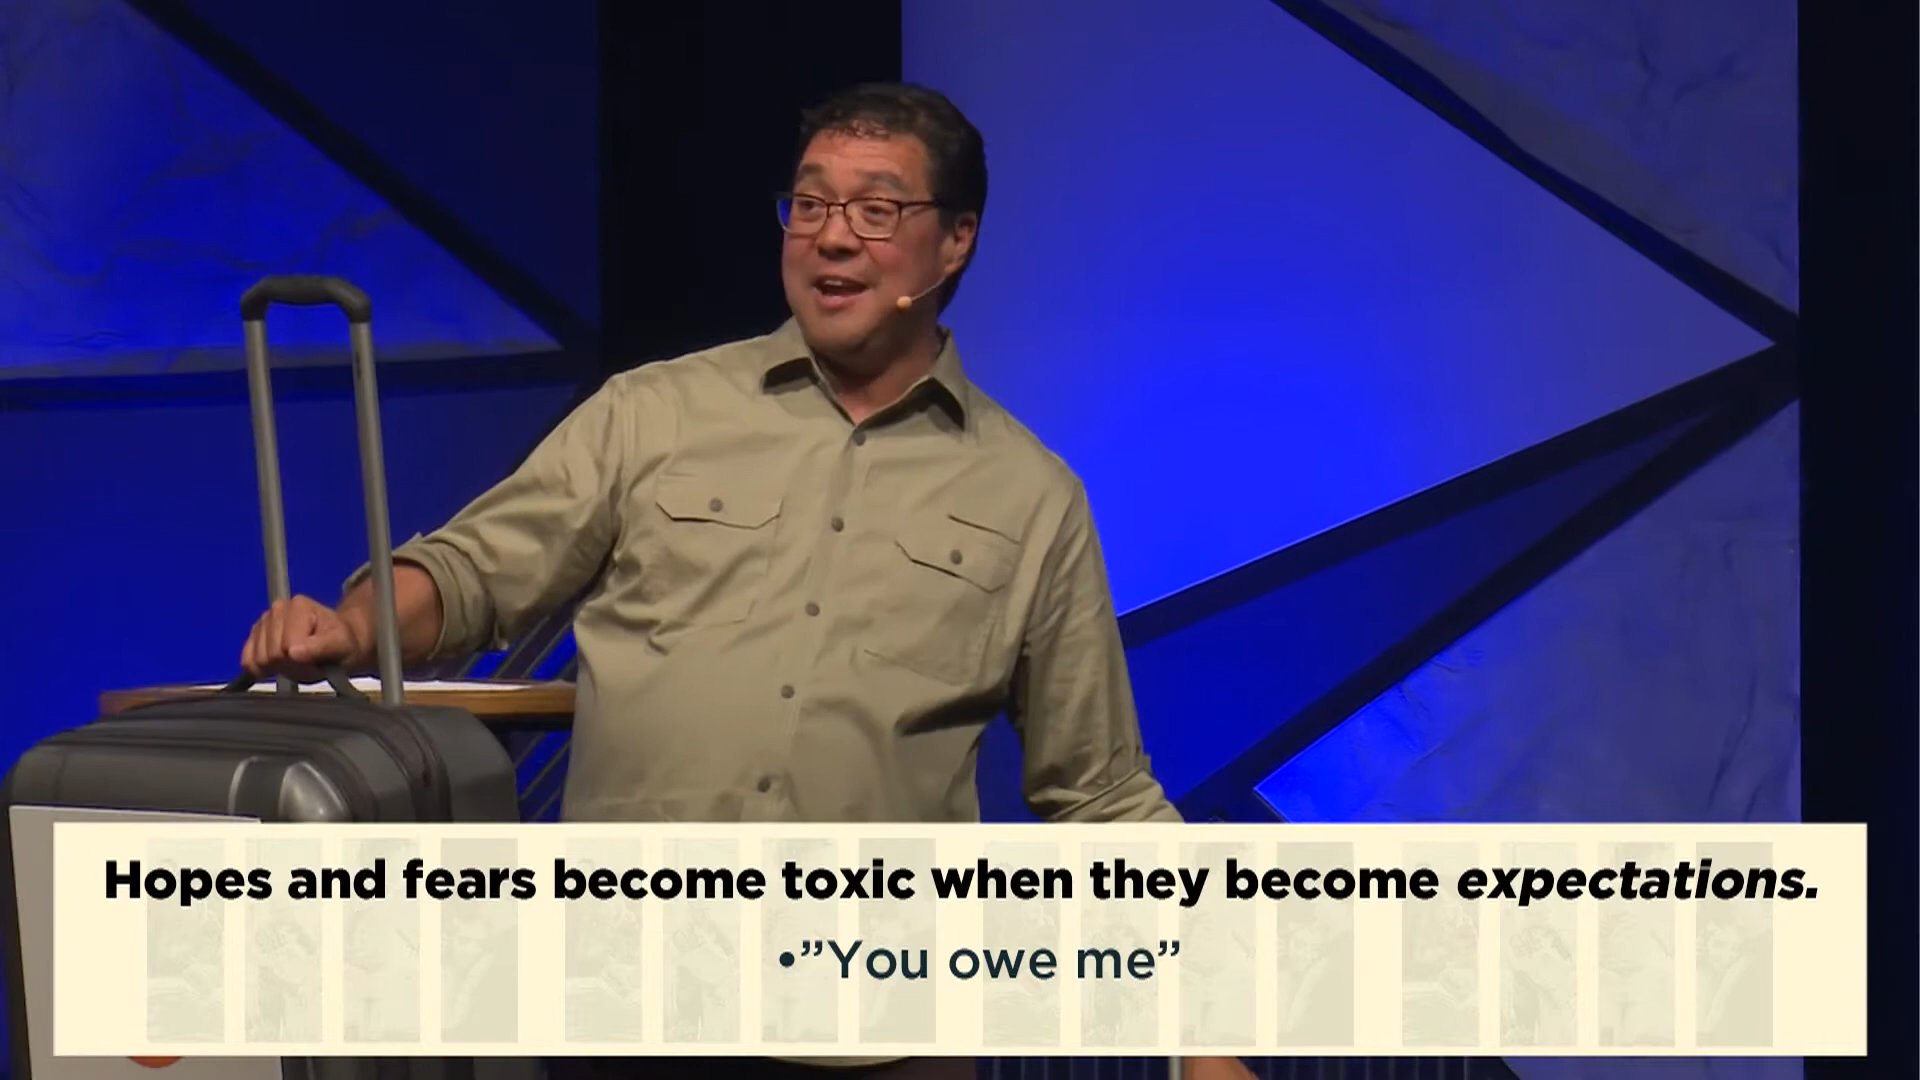 Hopes and fears become toxic when they become expectations.
•”You owe me”